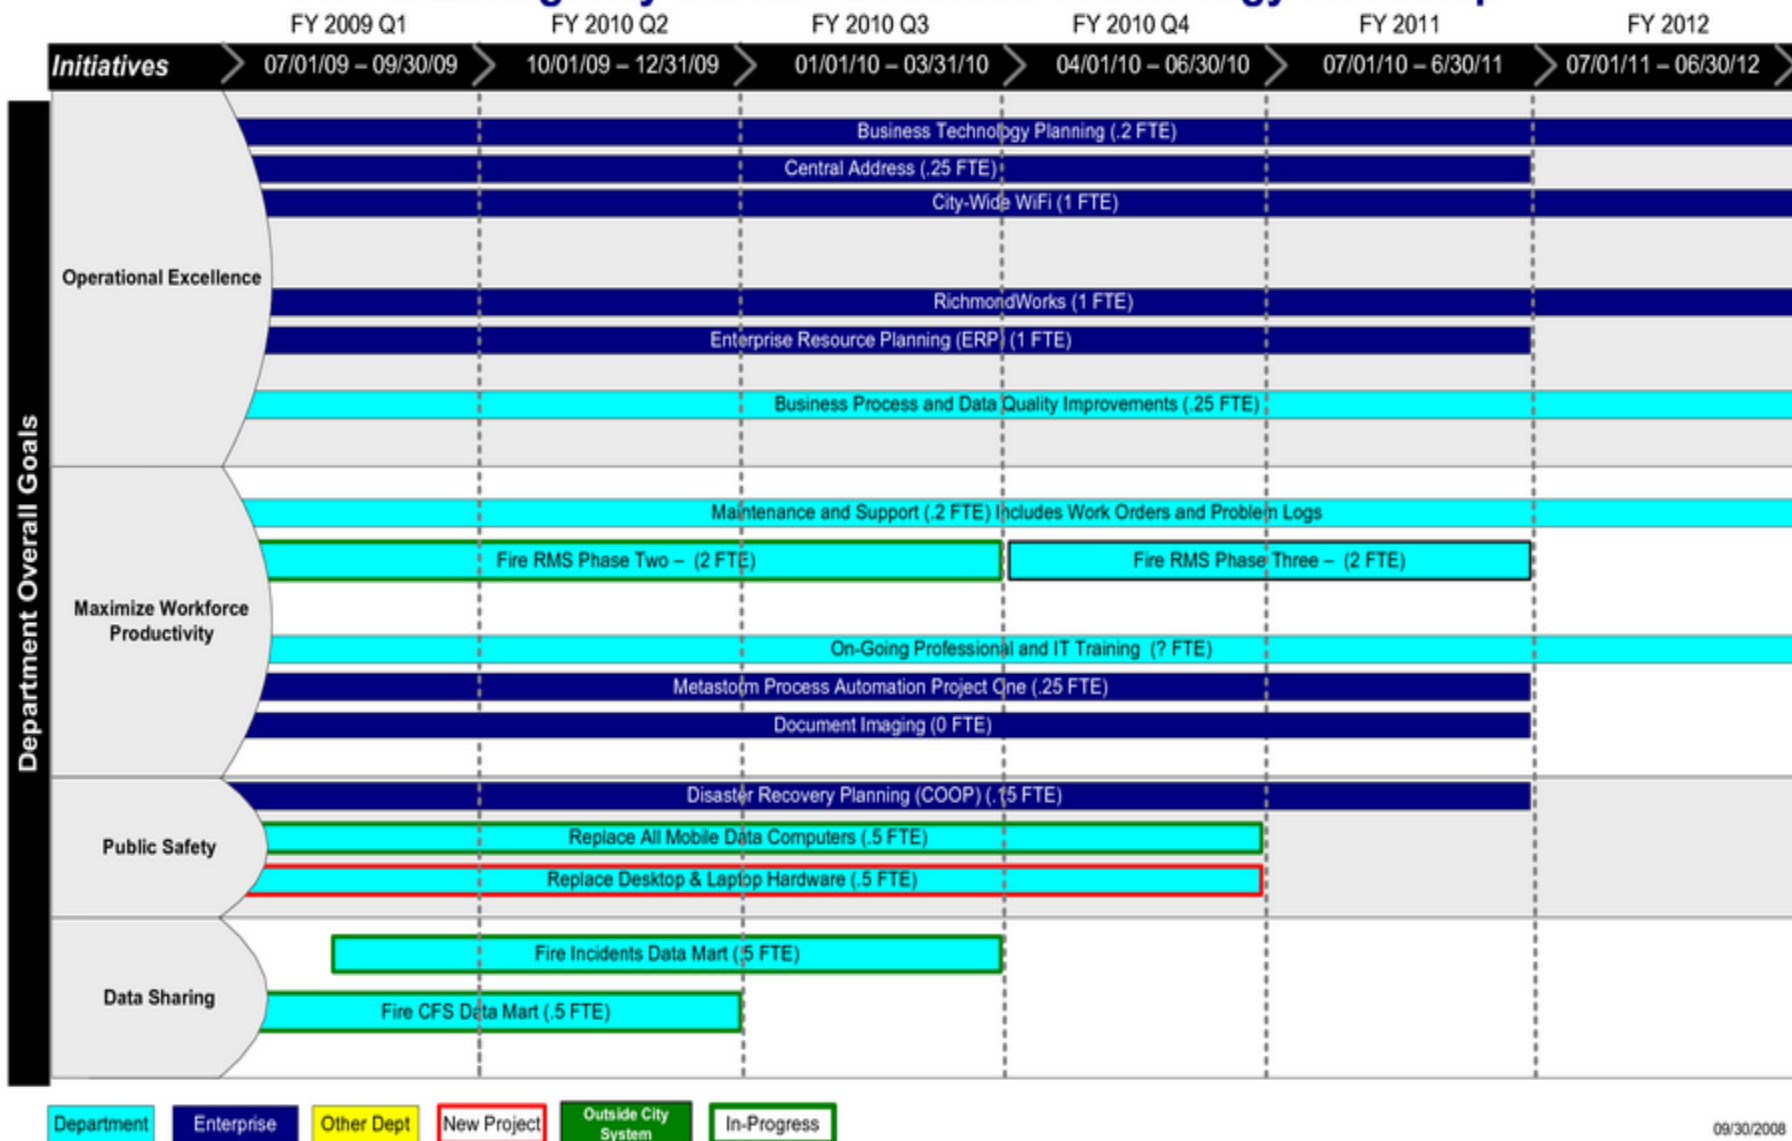 FY 2009 Q1 FY 2010 Q2 FY 2010 Q3 FY 2010 Q4 FY 2011 FY 2012
Initiatives 07/01/09 – 09/30/09 10/01/09 – 12/31/09 01/01/10 – 03/31/10 04/01/10 – 06/30/10 07/01/10 – 6/30/11 07/01/11 – 06/30/12
Department Overall Goals
Operational Excellence
Business Technology Planning (.2 FTE)
Central Address (.25 FTE)
City-Wide WiFi (1 FTE)
RichmondWorks (1 FTE)
Enterprise Resource Planning (ERP) (1 FTE)
Business Process and Data Quality Improvements (.25 FTE)
Maximize Workforce
Productivity
Maintenance and Support (.2 FTE) Includes Work Orders and Problem Logs
Fire RMS Phase Two – (2 FTE) Fire RMS Phase Three – (2 FTE)
On-Going Professional and IT Training (? FTE)
Metastorm Process Automation Project One (.25 FTE)
Document Imaging (0 FTE)
Public Safety
Disaster Recovery Planning (COOP) (.15 FTE)
Replace All Mobile Data Computers (.5 FTE)
Replace Desktop & Laptop Hardware (.5 FTE)
Data Sharing
Fire Incidents Data Mart (.5 FTE)
Fire CFS Data Mart (.5 FTE)
Department Enterprise Other Dept New Project Outside City
System In-Progress
09/30/2008